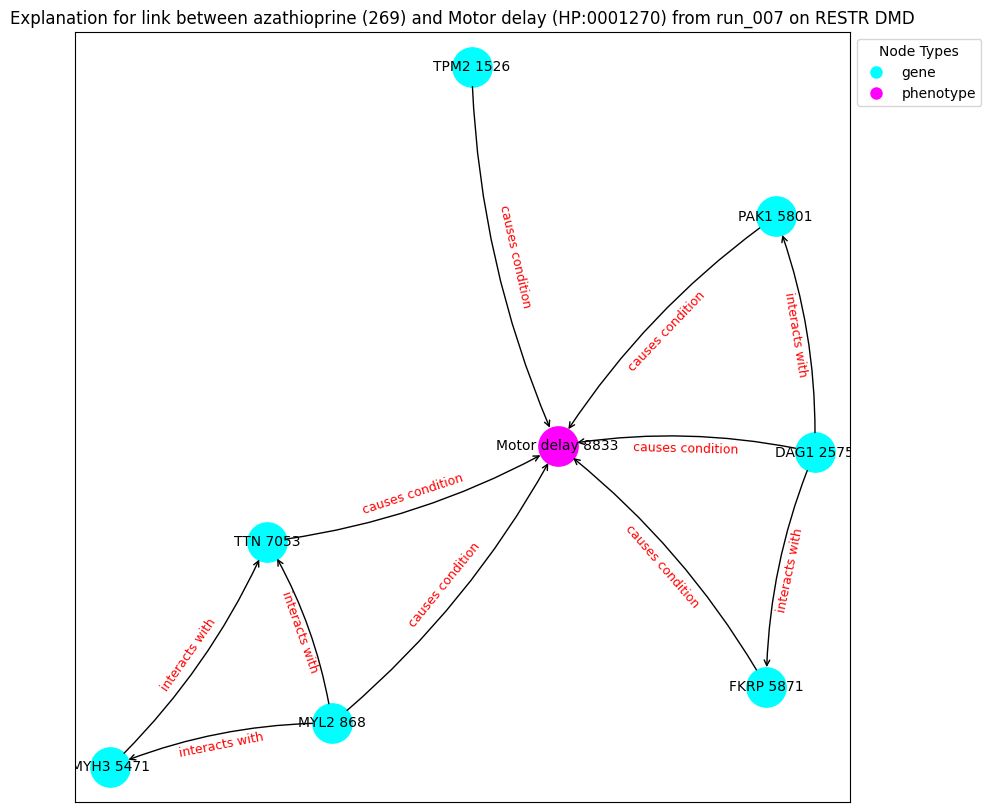 Explanation for link between azathioprine (269) and Motor delay (HP:0001270) from run_007 on RESTR DMD
Node Types
gene
phenotype
TPM2 1526
causes condition
PAK1 5801
causes condition
interacts with
Motor delay 8833
causes condition
DAG1 2575
causes condition
TTN 7053
causes condition
causes condition
interacts with
interacts with
interacts with
FKRP 5871
MYL2 868
interacts with
MYH3 5471